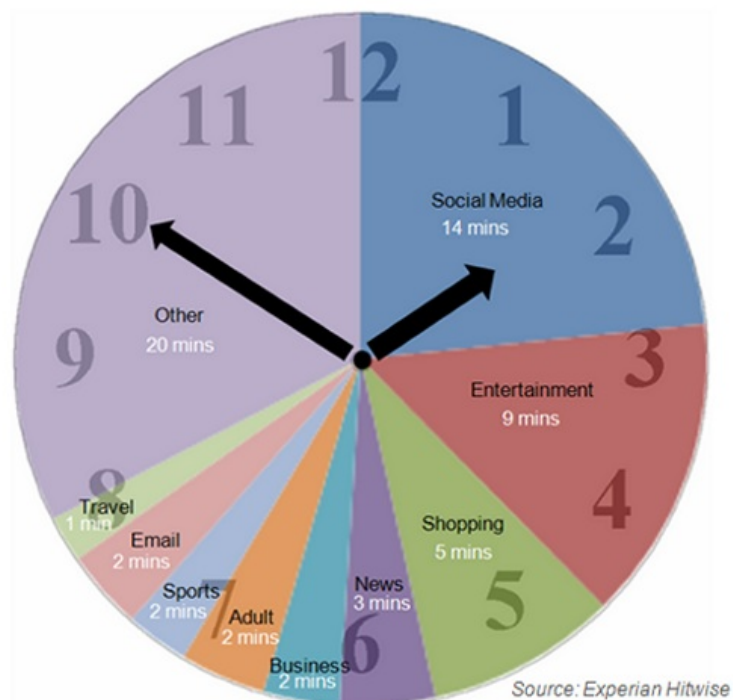 12
1
2
3
4
5
6
7
8
9
10
11
Social Media
14 mins
Entertainment
9 mins
Shopping
5 mins
News
3 mins
Business
2 mins
Adult
2 mins
Sports
2 mins
Email
2 mins
Travel
1 min
Other
20 mins
Source: Experian Hitwise